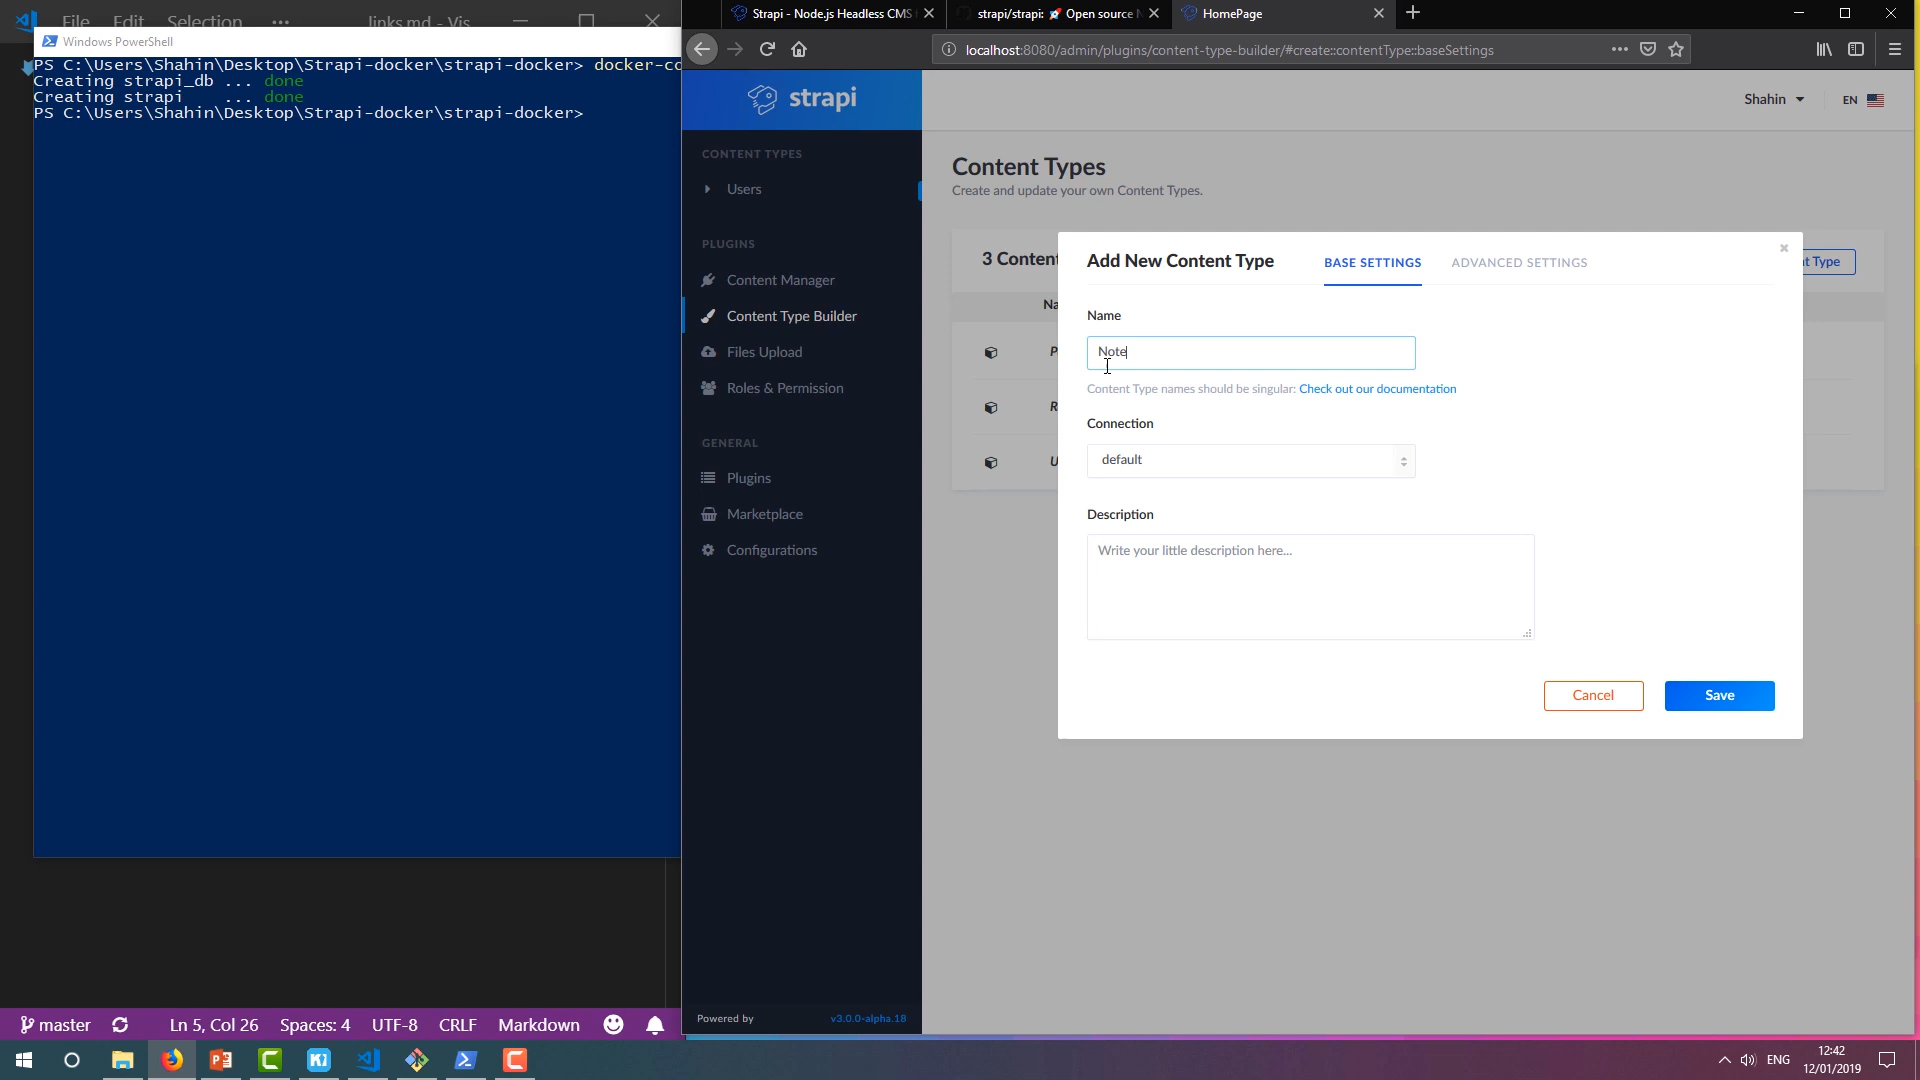 File Edit Selection ... links.md - Vis
Windows PowerShell
PS C:\Users\Shahin\Desktop\Strapi-docker\strapi-docker> docker-co
Creating strapi_db ... done
Creating strapi    ... done
PS C:\Users\Shahin\Desktop\Strapi-docker\strapi-docker>
master Ln 5, Col 26 Spaces: 4 UTF-8 CRLF Markdown
Strapi - Node.js Headless CMS
strapi/strapi: 🚀 Open source
HomePage
localhost:8080/admin/plugins/content-type-builder/#create::contentType::baseSettings
strapi
Shahin
EN
CONTENT TYPES
Users
PLUGINS
Content Manager
Content Type Builder
Files Upload
Roles & Permission
GENERAL
Plugins
Marketplace
Configurations
Powered by v3.0.0-alpha.18
Content Types
Create and update your own Content Types.
3 Content
t Type
Na
P
R
U
Add New Content Type
BASE SETTINGS
ADVANCED SETTINGS
Name
Note
Content Type names should be singular: Check out our documentation
Connection
default
Description
Write your little description here...
Cancel
Save
ENG
12:42
12/01/2019